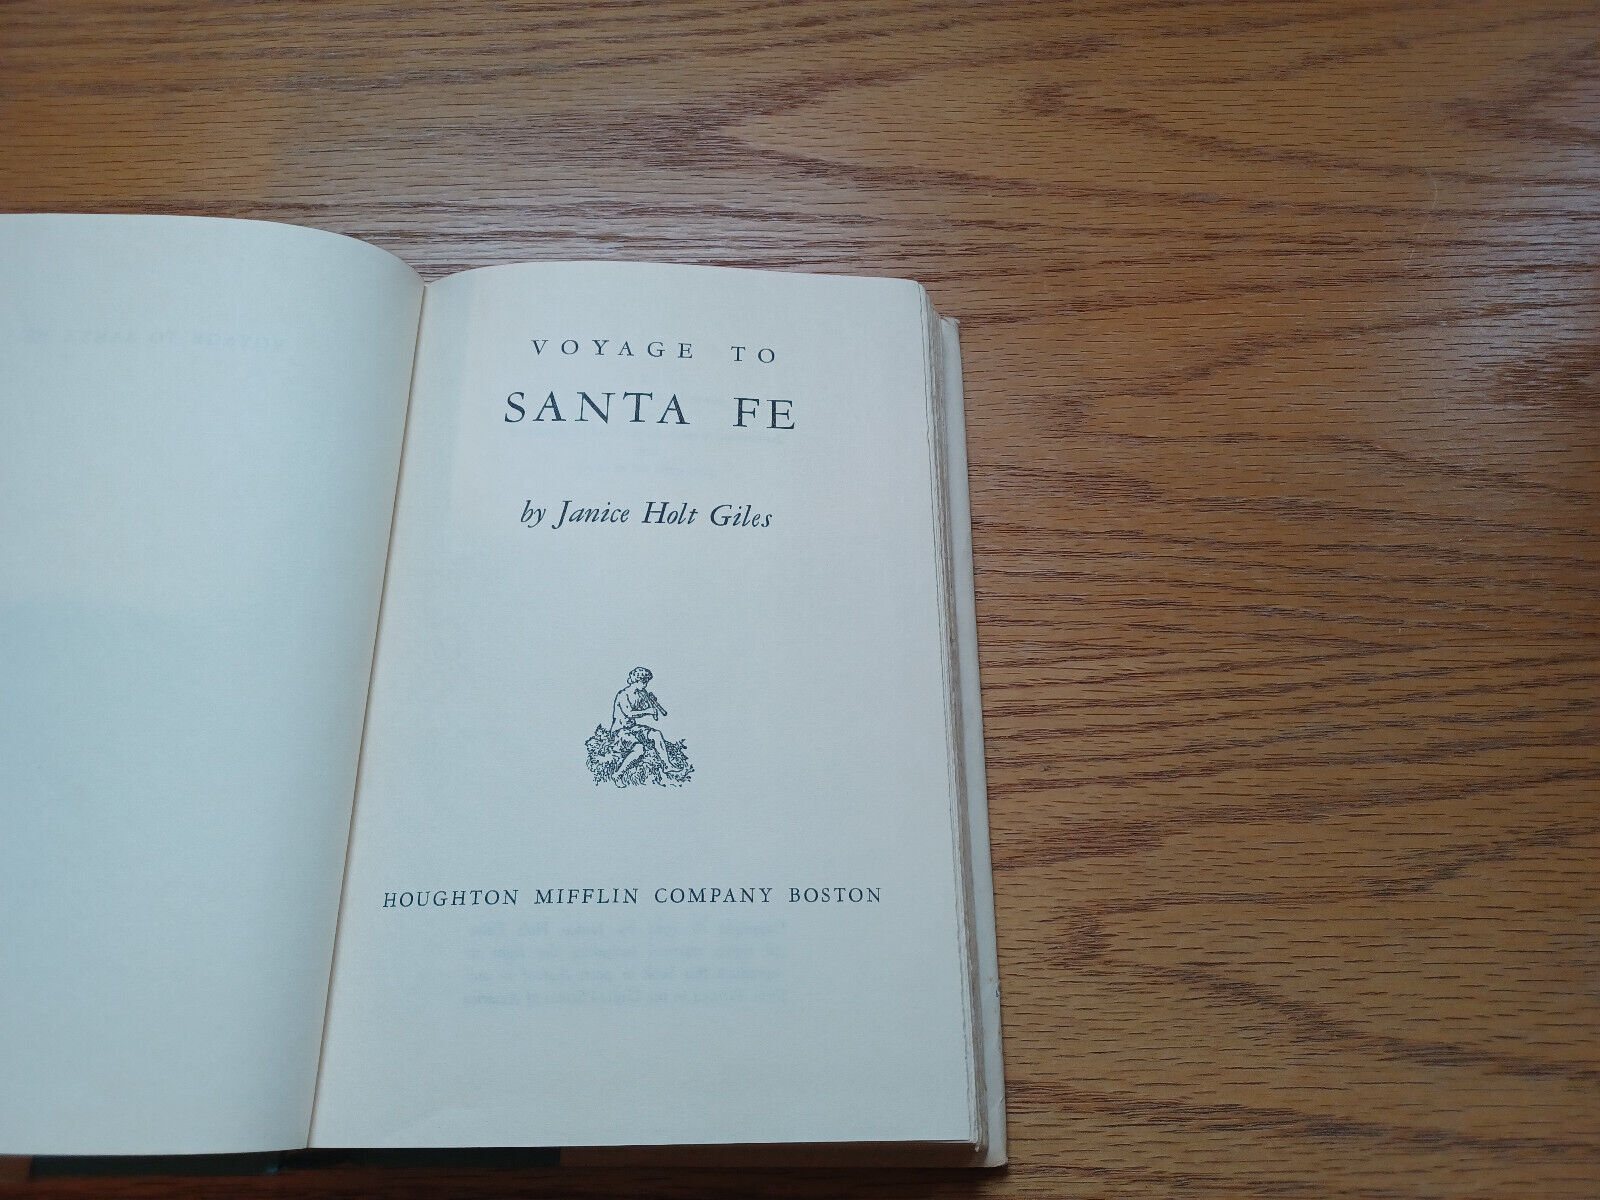 VOYAGE TO
SANTA FE
by Janice Holt Giles
HOUGHTON MIFFLIN COMPANY BOSTON